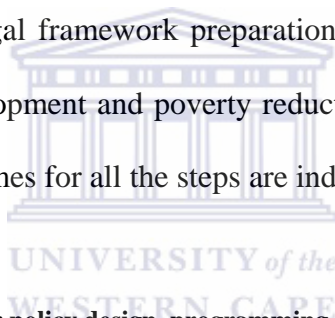 gal framework preparation
opment and poverty reduct
nes for all the steps are ind
UNIVERSITY of the
WESTERN CAPE
policy design, programming